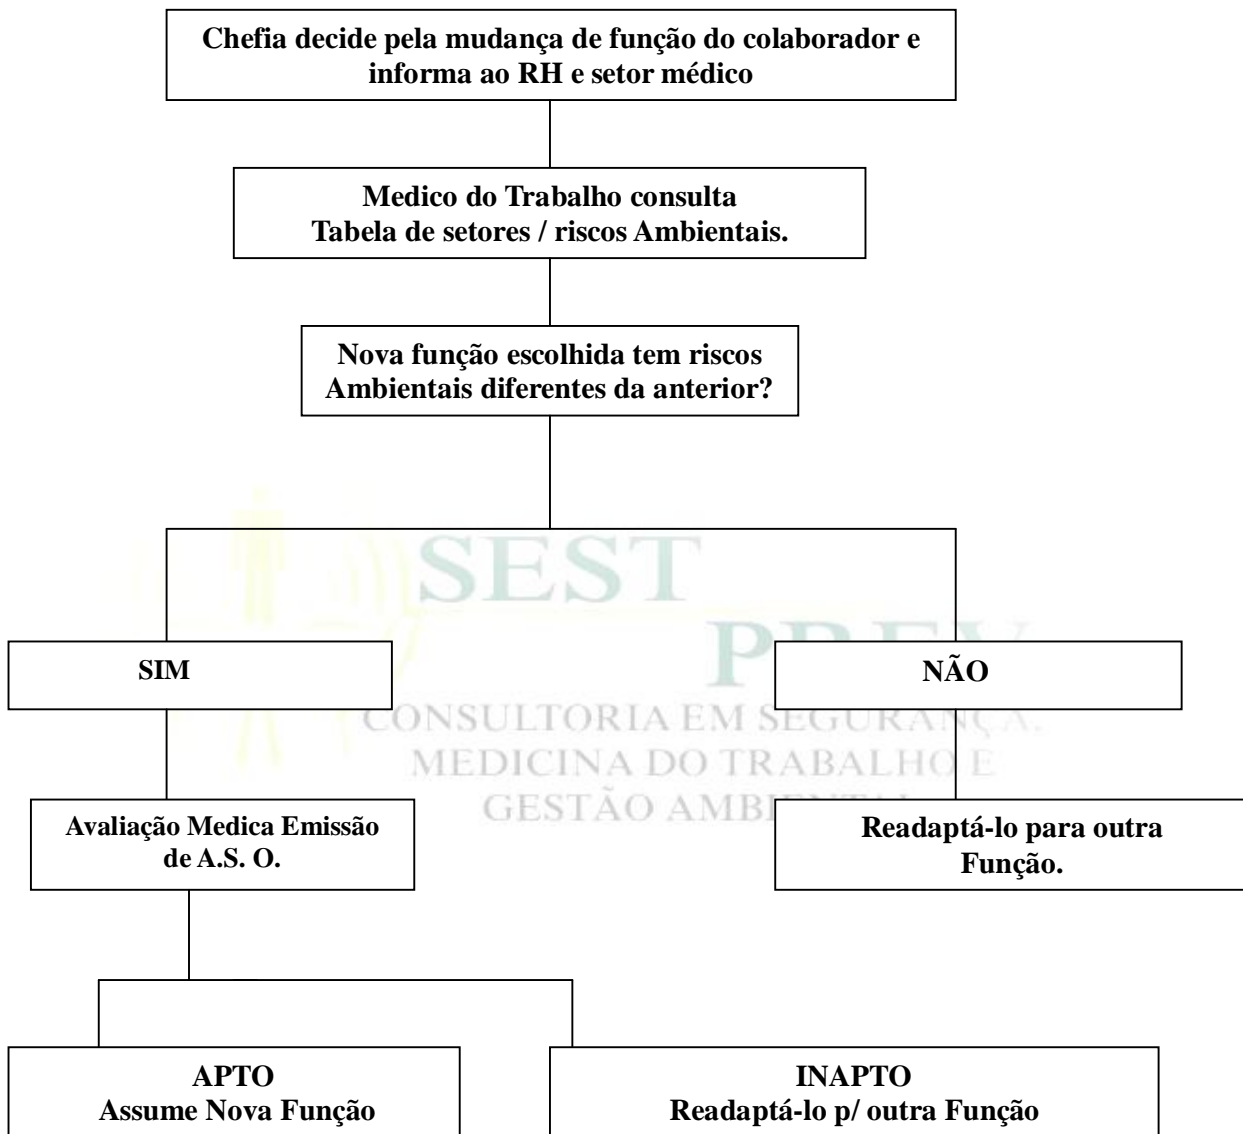 Chefia decide pela mudança de função do colaborador e
informa ao RH e setor médico
Medico do Trabalho consulta
Tabela de setores / riscos Ambientais.
Nova função escolhida tem riscos
Ambientais diferentes da anterior?
SEST
PREV
SIM
NÃO
CONSULTORIA EM SEGURANÇA,
MEDICINA DO TRABALHO E
GESTÃO AMBIENTAL
Avaliação Medica Emissão
de A.S. O.
Readaptá-lo para outra
Função.
APTO
Assume Nova Função
INAPTO
Readaptá-lo p/ outra Função